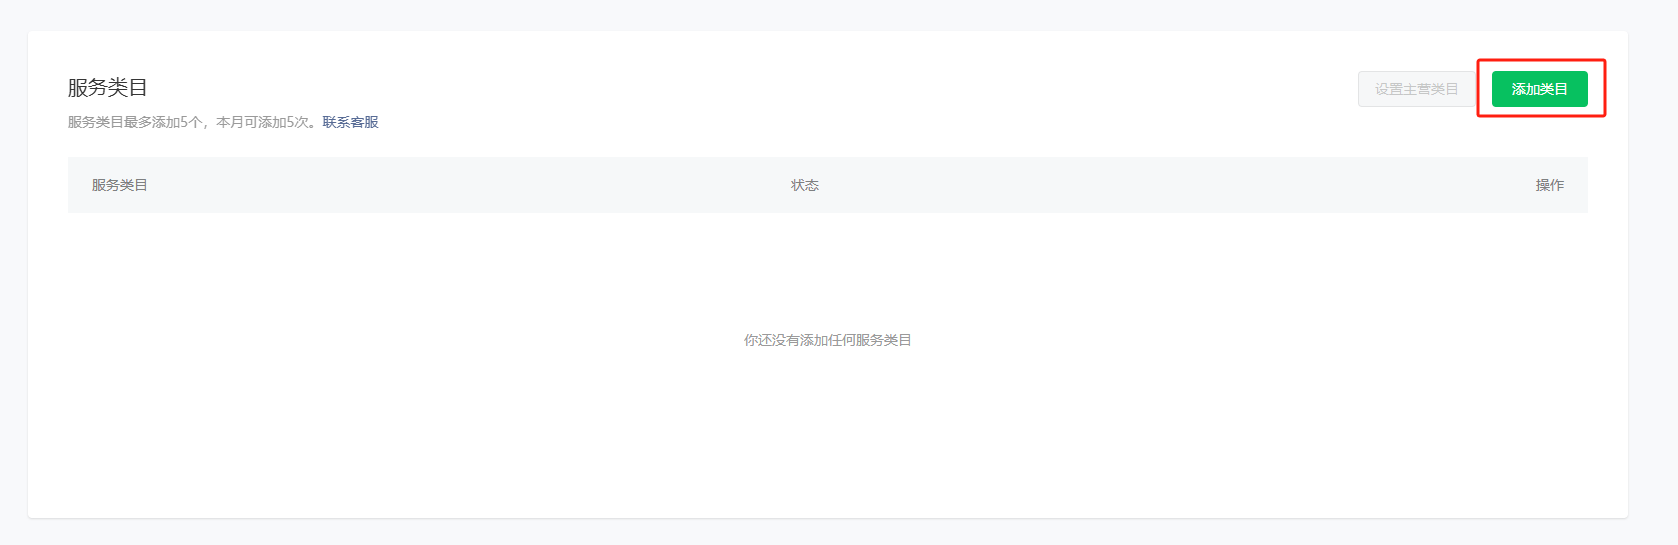 服务类目
设置主营类目
添加类目
服务类目最多添加5个，本月可添加5次。联系客服
服务类目 状态 操作
你还没有添加任何服务类目